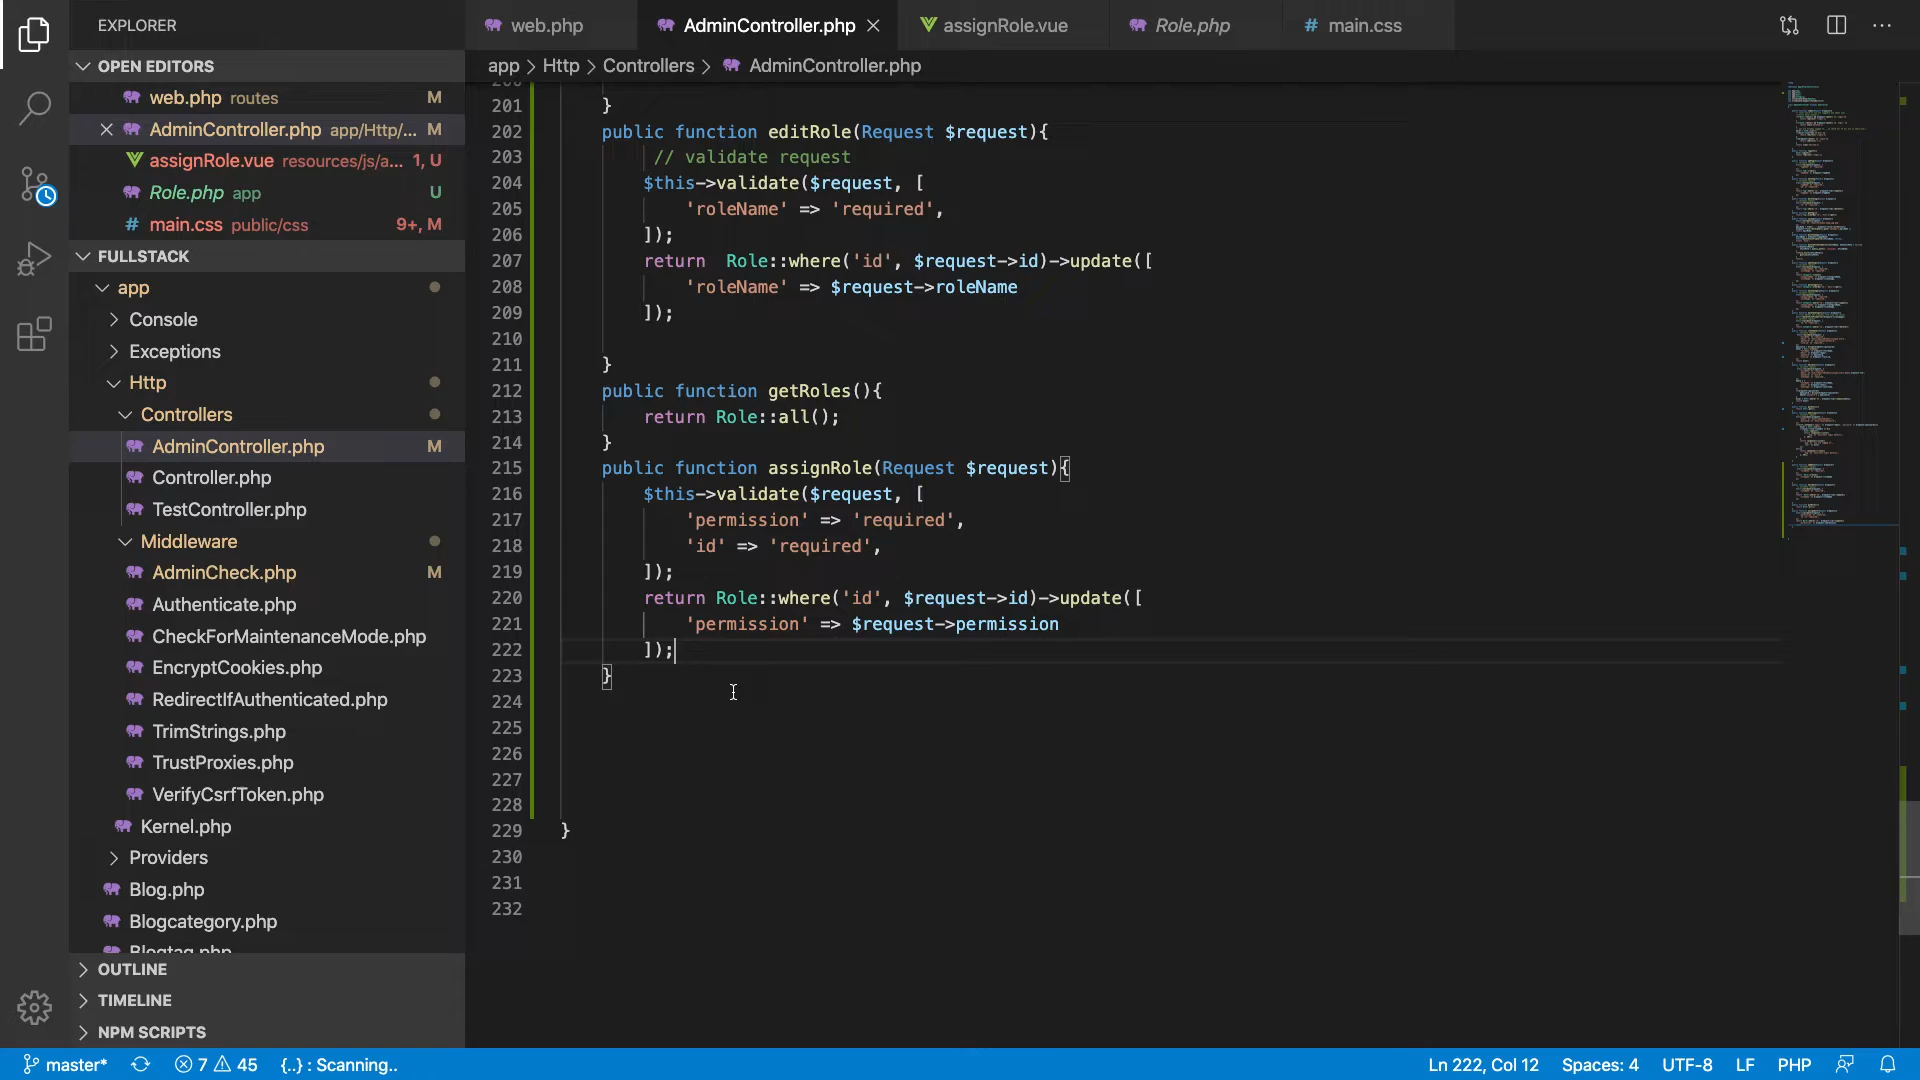 EXPLORER
OPEN EDITORS
web.php routes M
AdminController.php app/Http/... M
assignRole.vue resources/js/a... 1, U
Role.php app U
main.css public/css 9+, M
FULLSTACK
app
Console
Exceptions
Http
Controllers
AdminController.php M
Controller.php
TestController.php
Middleware
AdminCheck.php M
Authenticate.php
CheckForMaintenanceMode.php
EncryptCookies.php
RedirectIfAuthenticated.php
TrimStrings.php
TrustProxies.php
VerifyCsrfToken.php
Kernel.php
Providers
Blog.php
Blogcategory.php
Blogtag.php
OUTLINE
TIMELINE
NPM SCRIPTS
web.php AdminController.php assignRole.vue Role.php # main.css
app > Http > Controllers > AdminController.php
201 }
202 public function editRole(Request $request){
203 // validate request
204 $this->validate($request, [
205 'roleName' => 'required',
206 ]);
207 return  Role::where('id', $request->id)->update([
208 'roleName' => $request->roleName
209 ]);
210
211 }
212 public function getRoles(){
213 return Role::all();
214 }
215 public function assignRole(Request $request){
216 $this->validate($request, [
217 'permission' => 'required',
218 'id' => 'required',
219 ]);
220 return Role::where('id', $request->id)->update([
221 'permission' => $request->permission
222 ]);
223 }
224
225
226
227
228
229 }
230
231
232
master* 7 45 {..} : Scanning.. Ln 222, Col 12 Spaces: 4 UTF-8 LF PHP